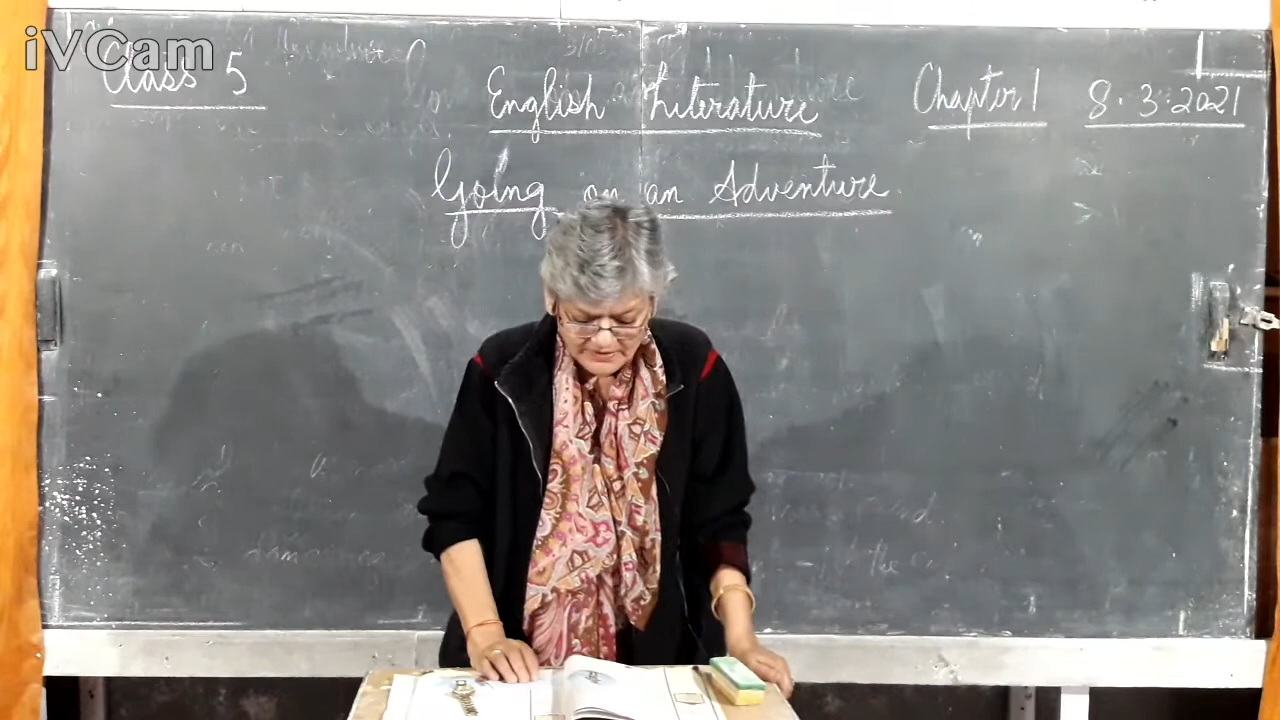 iVCam
Class 5 English Literature Chapter 1 8.3.2021
Going on an Adventure